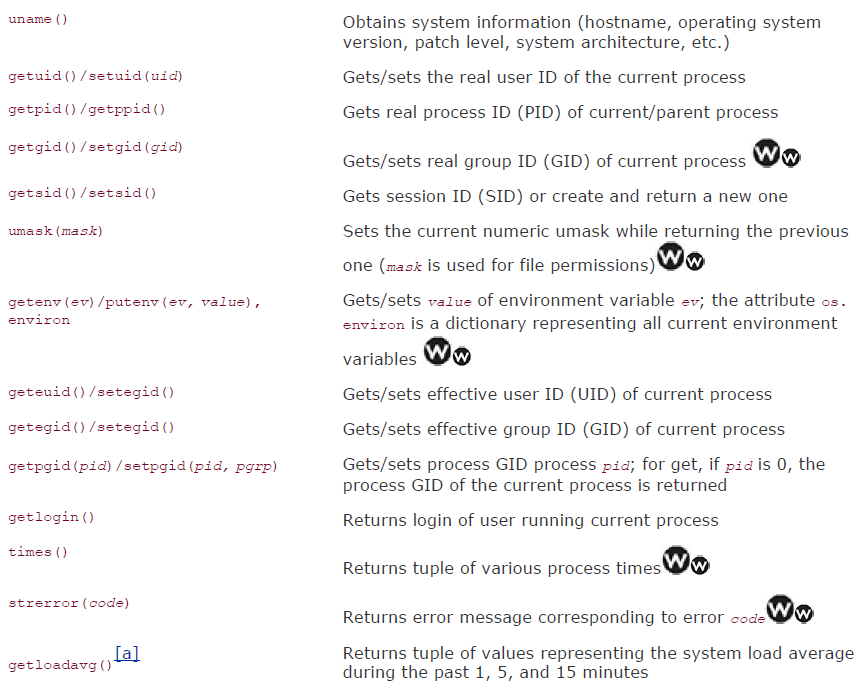 uname()
Obtains system information (hostname, operating system
version, patch level, system architecture, etc.)
getuid()/setuid(uid)
Gets/sets the real user ID of the current process
getpid()/getppid()
Gets real process ID (PID) of current/parent process
getgid()/setgid(gid)
Gets/sets real group ID (GID) of current process W W
getsid()/setsid()
Gets session ID (SID) or create and return a new one
umask(mask)
Sets the current numeric umask while returning the previous
one (mask is used for file permissions) W W
getenv(ev)/putenv(ev, value),
environ
Gets/sets value of environment variable ev; the attribute os.
environ is a dictionary representing all current environment
variables W W
geteuid()/setegid()
Gets/sets effective user ID (UID) of current process
getegid()/setegid()
Gets/sets effective group ID (GID) of current process
getpgid(pid)/setpgid(pid, pgrp)
Gets/sets process GID process pid; for get, if pid is 0, the
process GID of the current process is returned
getlogin()
Returns login of user running current process
times()
Returns tuple of various process times W W
strerror(code)
Returns error message corresponding to error code W W
getloadavg() [a]
Returns tuple of values representing the system load average
during the past 1, 5, and 15 minutes